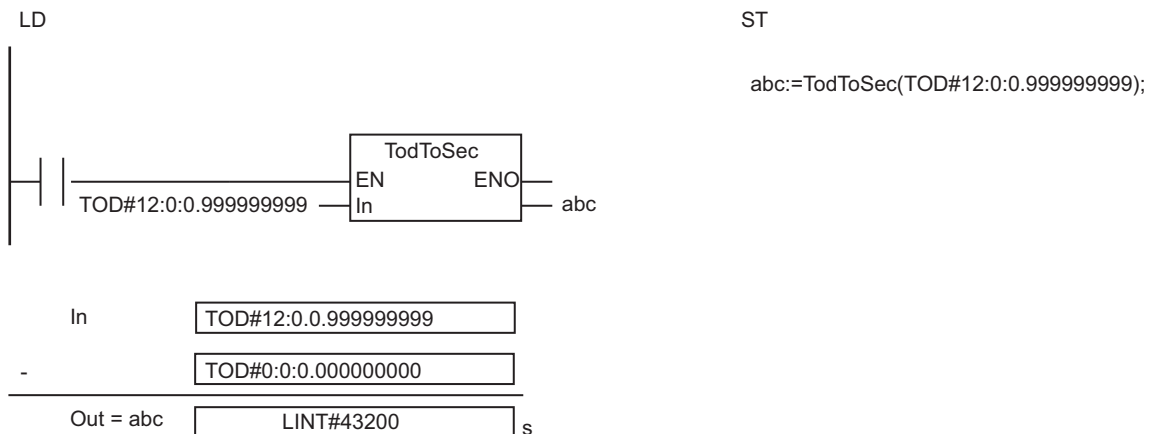 LD
ST
abc:=TodToSec(TOD#12:0:0.999999999);
TodToSec
EN ENO
TOD#12:0:0.999999999 In abc
In TOD#12:0.0.999999999
- TOD#0:0:0.000000000
Out = abc LINT#43200 s